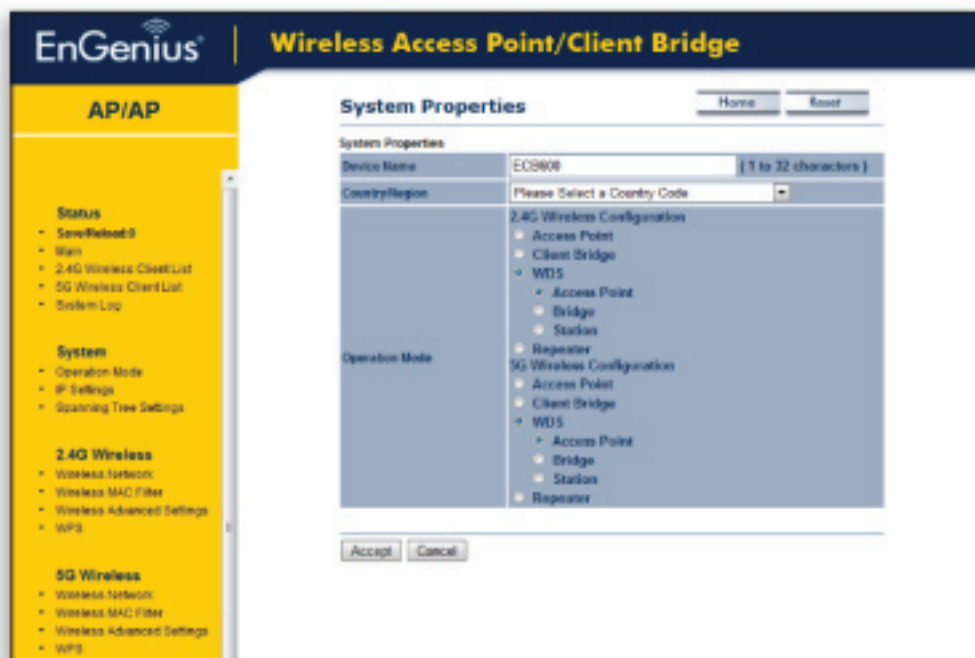 EnGenius®
Wireless Access Point/Client Bridge
AP/AP
Status
Save/Reload:0
Main
2.4G Wireless Client List
5G Wireless Client List
System Log
System
Operation Mode
IP Settings
Spanning Tree Settings
2.4G Wireless
Wireless Network
Wireless MAC Filter
Wireless Advanced Settings
WPS
5G Wireless
Wireless Network
Wireless MAC Filter
Wireless Advanced Settings
WPS
System Properties
Home Reset
System Properties
Device Name ECB600 ( 1 to 32 characters )
Country/Region Please Select a Country Code
Operation Mode
2.4G Wireless Configuration
Access Point
Client Bridge
WDS
Access Point
Bridge
Station
Repeater
5G Wireless Configuration
Access Point
Client Bridge
WDS
Access Point
Bridge
Station
Repeater
Accept Cancel